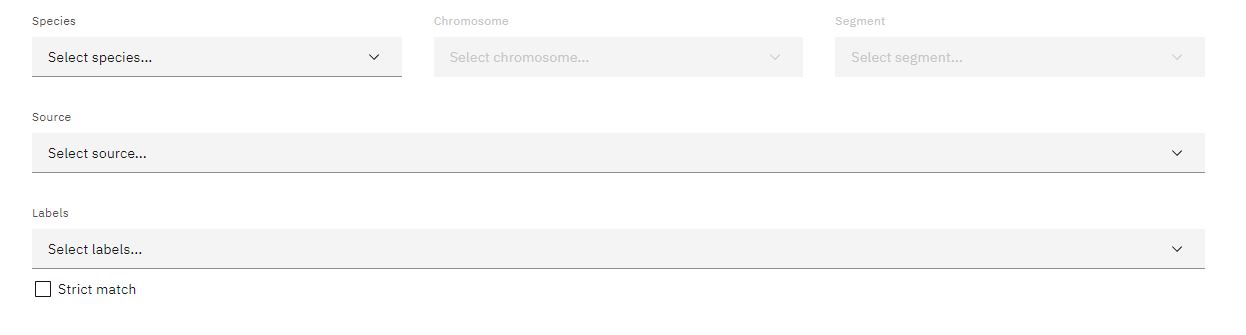 Species Chromosome Segment
Select species... Select chromosome... Select segment...
Source
Select source...
Labels
Select labels...
Strict match